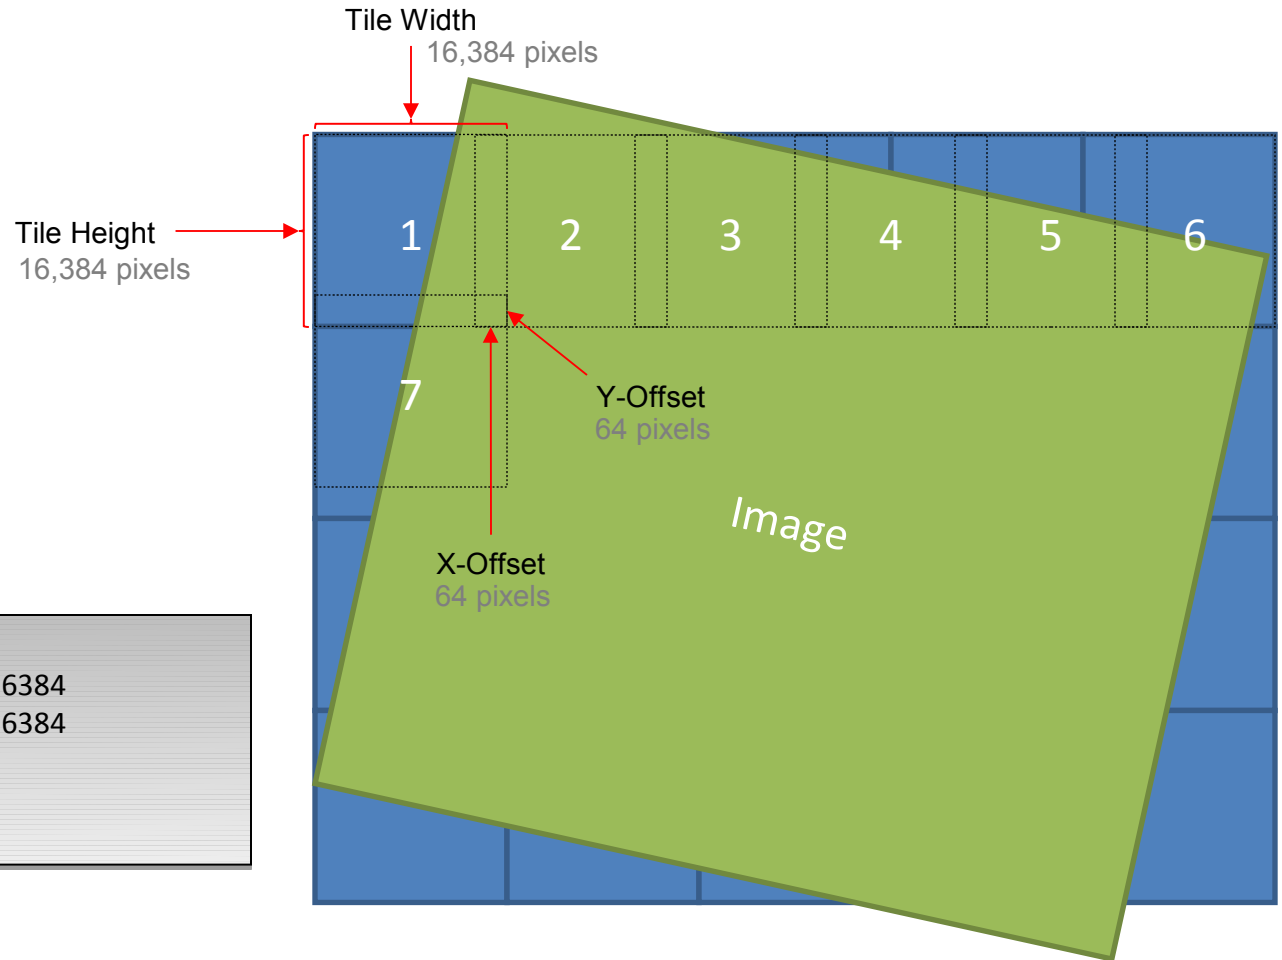 Tile Width
16,384 pixels
1 2 3 4 5 6
Tile Height
16,384 pixels
7
Y-Offset
64 pixels
Image
X-Offset
64 pixels
6384
6384